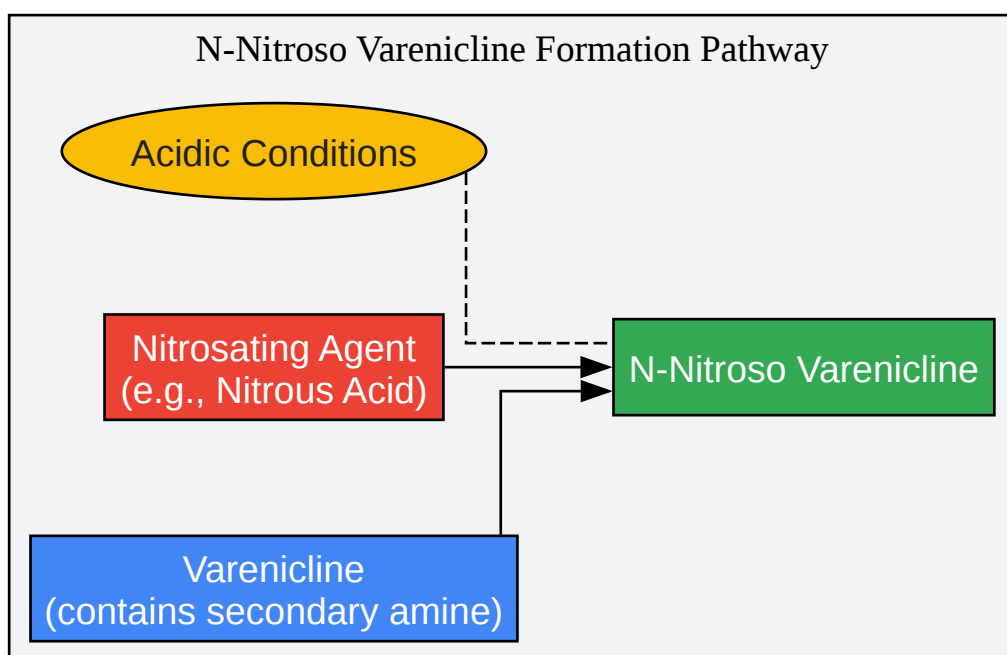 N-Nitroso Varenicline Formation Pathway
Acidic Conditions
Nitrosating Agent
(e.g., Nitrous Acid)
N-Nitroso Varenicline
Varenicline
(contains secondary amine)